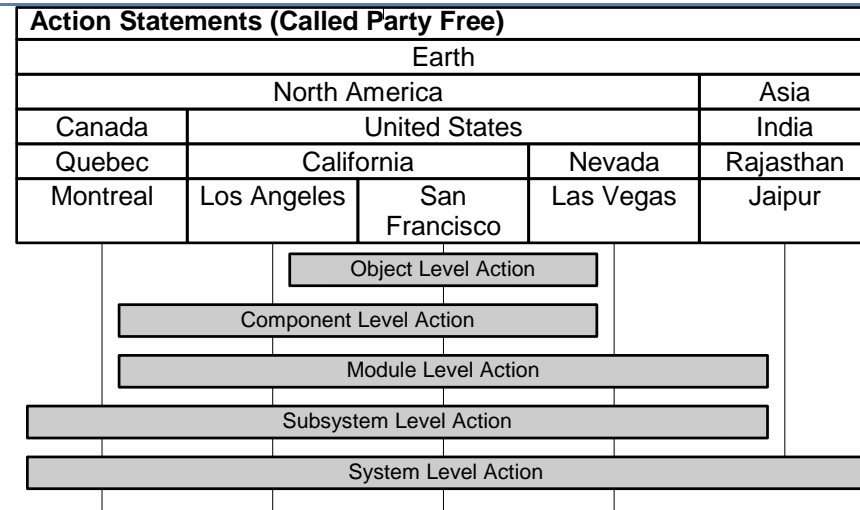 Action Statements (Called Party Free)
Earth
North America Asia
Canada United States India
Quebec California Nevada Rajasthan
Montreal Los Angeles San Francisco Las Vegas Jaipur
Object Level Action
Component Level Action
Module Level Action
Subsystem Level Action
System Level Action